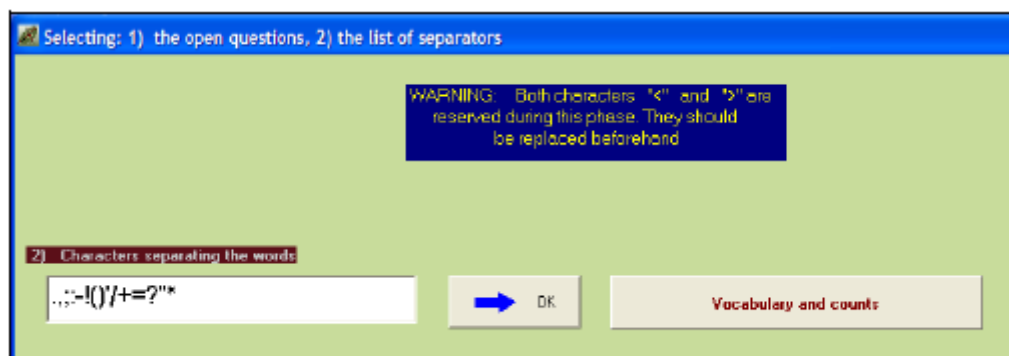 Selecting: 1) the open questions, 2) the list of separators
WARNING: Both characters "<" and ">" are
reserved during this phase. They should
be replaced beforehand
2) Characters separating the words
.,;:-!()'/+=?"*
OK
Vocabulary and counts